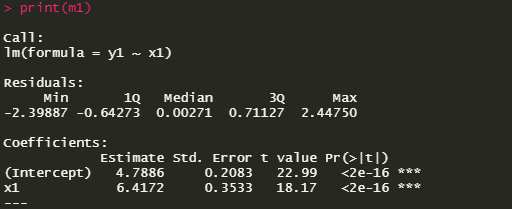 > print(m1)
Call:
lm(formula = y1 ~ x1)
Residuals:
Min 1Q Median 3Q Max
-2.39887 -0.64273 0.00271 0.71127 2.44750
Coefficients:
Estimate Std. Error t value Pr(>|t|)
(Intercept) 4.7886 0.2083 22.99 <2e-16 ***
x1 6.4172 0.3533 18.17 <2e-16 ***
---